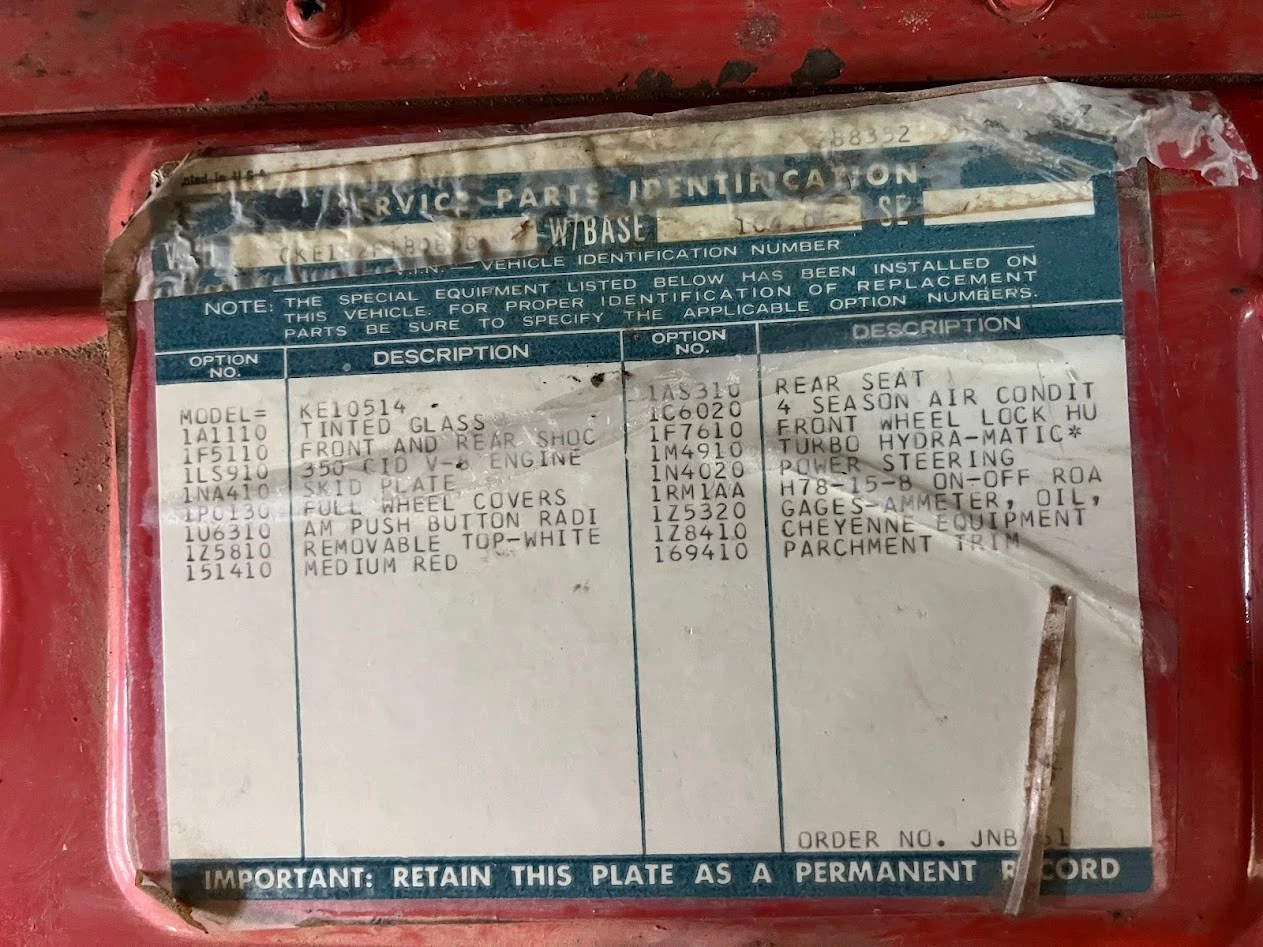 88352
SERVICE PARTS IDENTIFICATION
W/BASE
V.I.N. — VEHICLE IDENTIFICATION NUMBER
NOTE: THE SPECIAL EQUIPMENT LISTED BELOW HAS BEEN INSTALLED ON
THIS VEHICLE. FOR PROPER IDENTIFICATION OF REPLACEMENT
PARTS BE SURE TO SPECIFY THE APPLICABLE OPTION NUMBERS.
OPTION NO. DESCRIPTION OPTION NO. DESCRIPTION
MODEL= KE10514
1A1110 TINTED GLASS
1F5110 FRONT AND REAR SHOC
1LS910 350 CID V-8 ENGINE
1NA410 SKID PLATE
1P0130 FULL WHEEL COVERS
1U6310 AM PUSH BUTTON RADI
1Z5810 REMOVABLE TOP-WHITE
151410 MEDIUM RED
1AS310 REAR SEAT
1C6020 4 SEASON AIR CONDIT
1F7610 FRONT WHEEL LOCK HU
1M4910 TURBO HYDRA-MATIC*
1N4020 POWER STEERING
1RM1AA H78-15-B ON-OFF ROA
1Z5320 GAGES-AMMETER, OIL,
1Z8410 CHEYENNE EQUIPMENT
169410 PARCHMENT TRIM
ORDER NO.
IMPORTANT: RETAIN THIS PLATE AS A PERMANENT RECORD